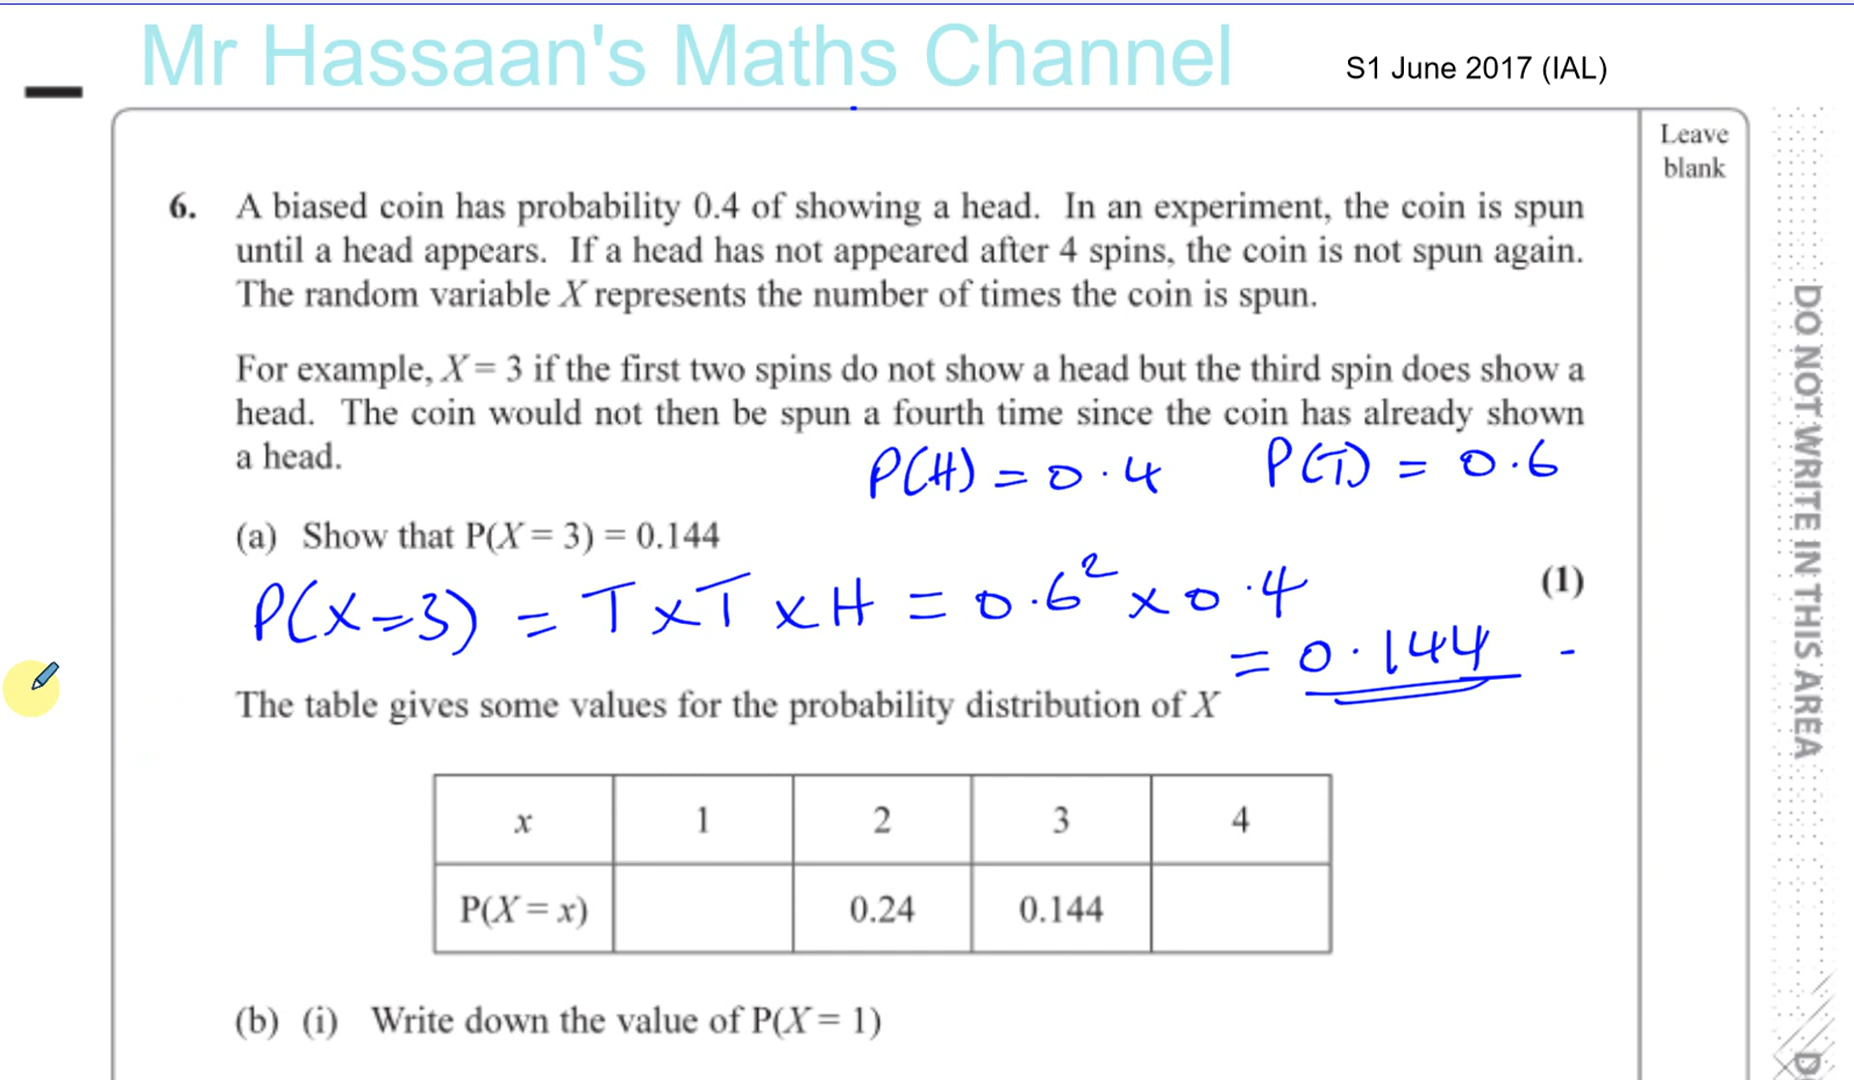 Mr Hassaan's Maths Channel
S1 June 2017 (IAL)
Leave
blank
6. A biased coin has probability 0.4 of showing a head. In an experiment, the coin is spun
until a head appears. If a head has not appeared after 4 spins, the coin is not spun again.
The random variable X represents the number of times the coin is spun.
For example, X = 3 if the first two spins do not show a head but the third spin does show a
head. The coin would not then be spun a fourth time since the coin has already shown
a head.
P(H) = 0.4 P(T) = 0.6
(a) Show that P(X = 3) = 0.144
(1)
P(X=3) = T x T x H = 0.6² x 0.4
= 0.144
The table gives some values for the probability distribution of X
x 1 2 3 4
P(X = x) 0.24 0.144
(b) (i) Write down the value of P(X = 1)
DO NOT WRITE IN THIS AREA
D